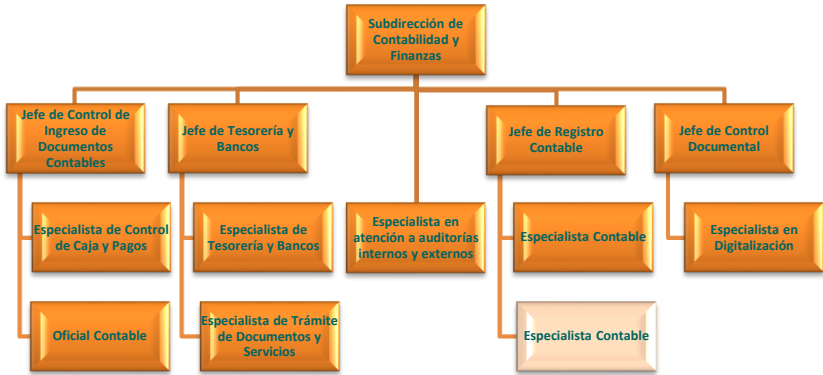 Subdirección de
Contabilidad y
Finanzas
Jefe de Control de
Ingreso de
Documentos
Contables
Jefe de Tesorería y
Bancos
Jefe de Registro
Contable
Jefe de Control
Documental
Especialista de Control
de Caja y Pagos
Especialista de
Tesorería y Bancos
Especialista en
atención a auditorías
internos y externos
Especialista Contable
Especialista en
Digitalización
Oficial Contable
Especialista de Trámite
de Documentos y
Servicios
Especialista Contable